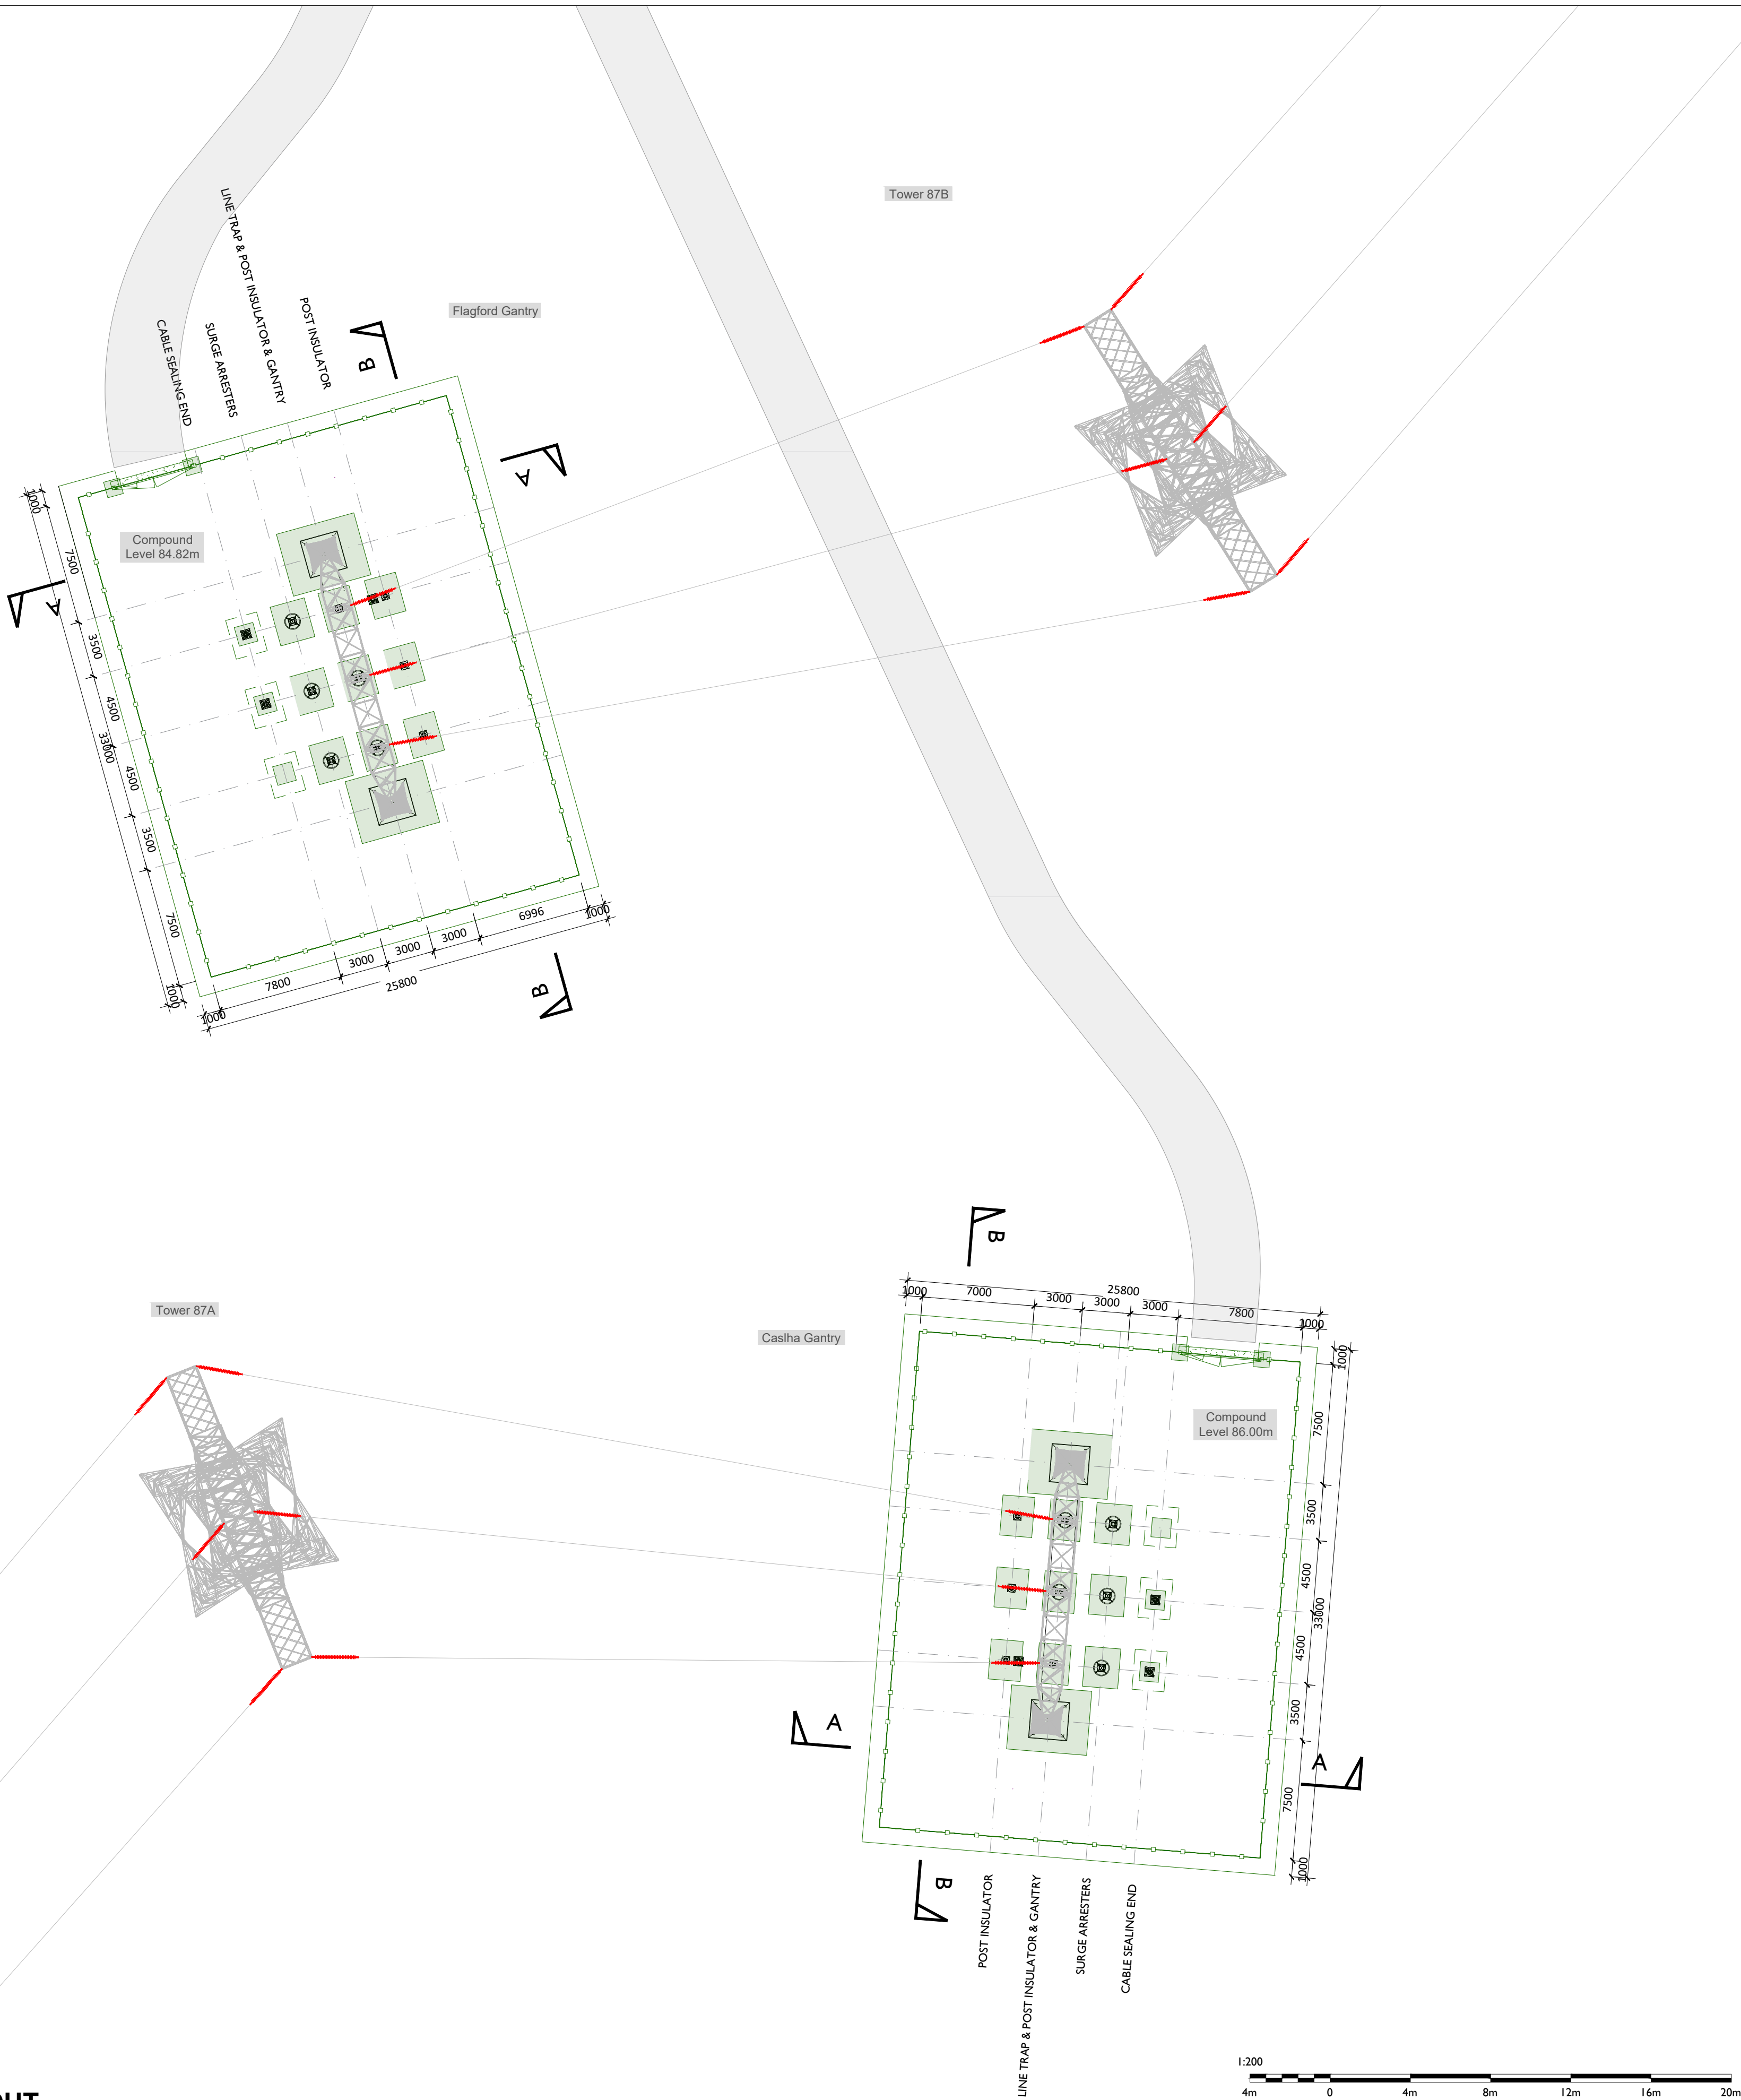 Tower 87B
Flagford Gantry
CABLE SEALING END
SURGE ARRESTERS
LINE TRAP & POST INSULATOR & GANTRY
POST INSULATOR
B
A
A
B
Compound
Level 84.82m
1000
7500
3500
4500
33000
4500
3500
7500
1000
1000
7800
3000
3000
3000
6996
1000
25800
Tower 87A
Caslha Gantry
B
25800
1000
7000
3000
3000
3000
7800
1000
Compound
Level 86.00m
1000
7500
3500
4500
33000
4500
3500
7500
1000
A
A
B
POST INSULATOR
LINE TRAP & POST INSULATOR & GANTRY
SURGE ARRESTERS
CABLE SEALING END
1:200
4m 0 4m 8m 12m 16m 20m